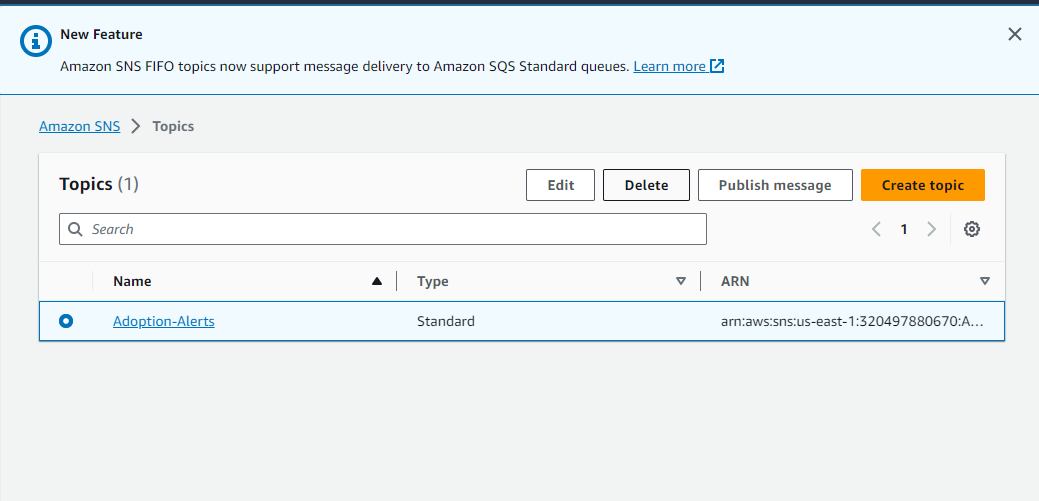 New Feature
Amazon SNS FIFO topics now support message delivery to Amazon SQS Standard queues. Learn more
Amazon SNS > Topics
Topics (1)
Edit
Delete
Publish message
Create topic
Search
1
Name Type ARN
Adoption-Alerts Standard arn:aws:sns:us-east-1:320497880670:A...